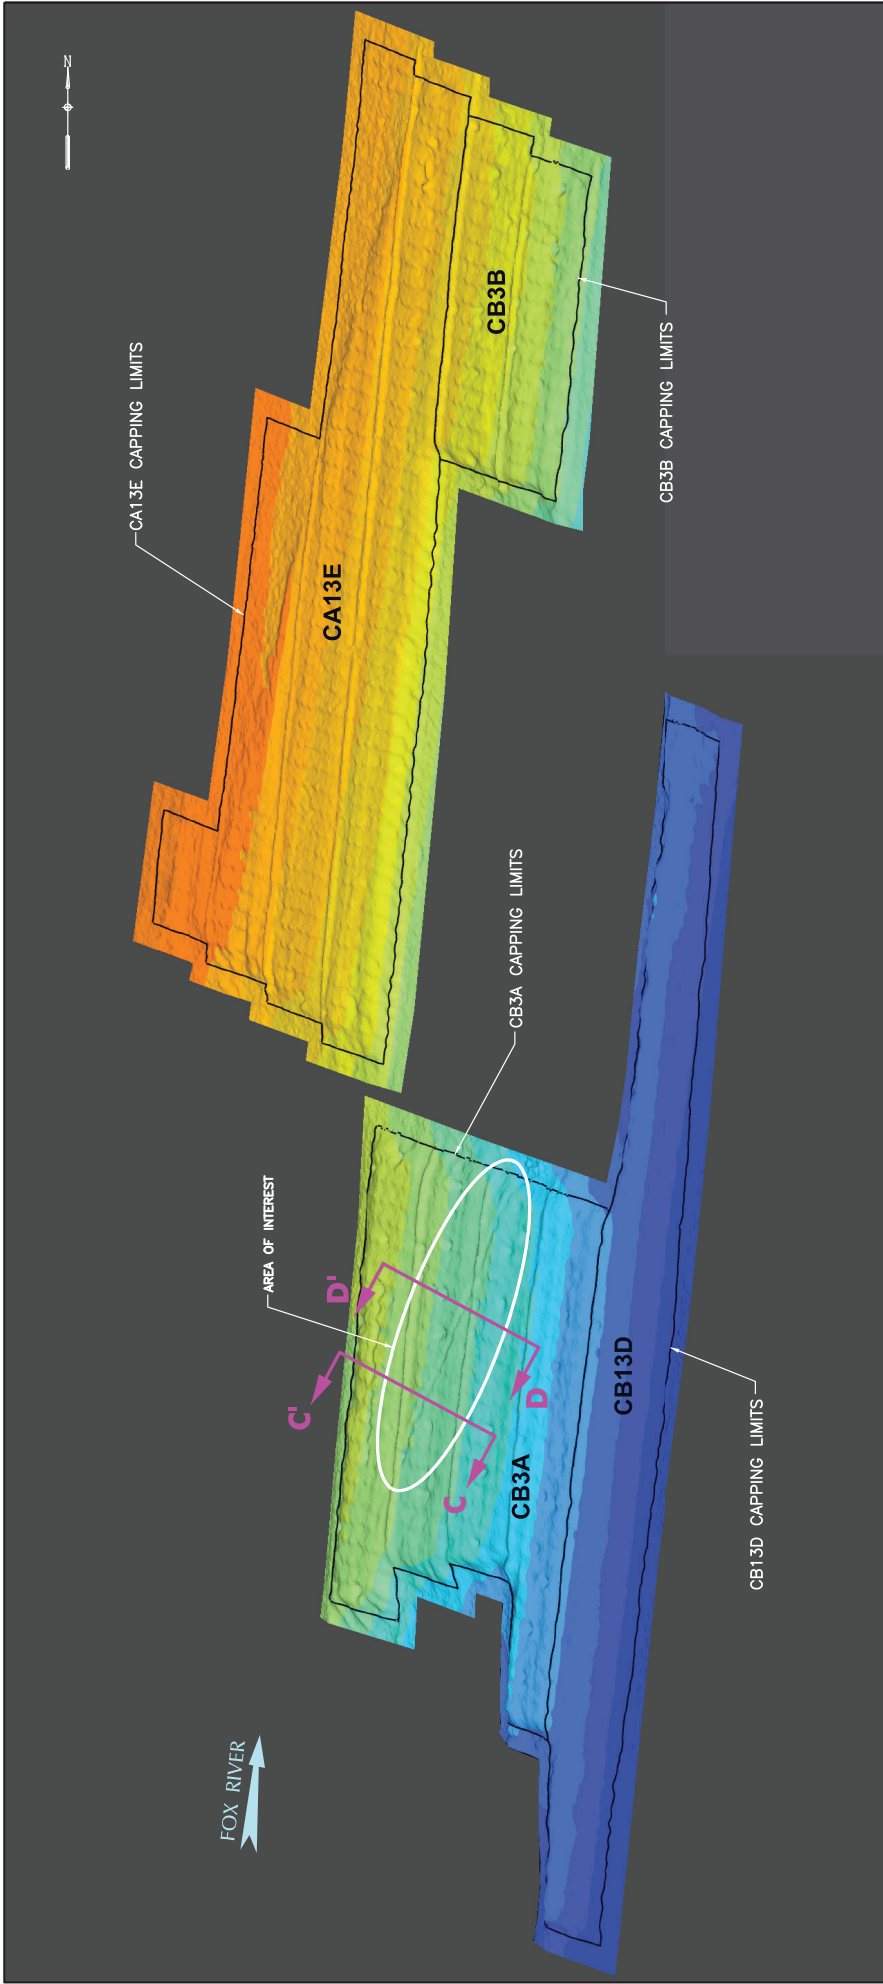 N
CA13E CAPPING LIMITS
CB3B
CB3B CAPPING LIMITS
CA13E
CB3A CAPPING LIMITS
AREA OF INTEREST
D'
C'
D
C
CB3A
CB13D
CB13D CAPPING LIMITS
FOX RIVER